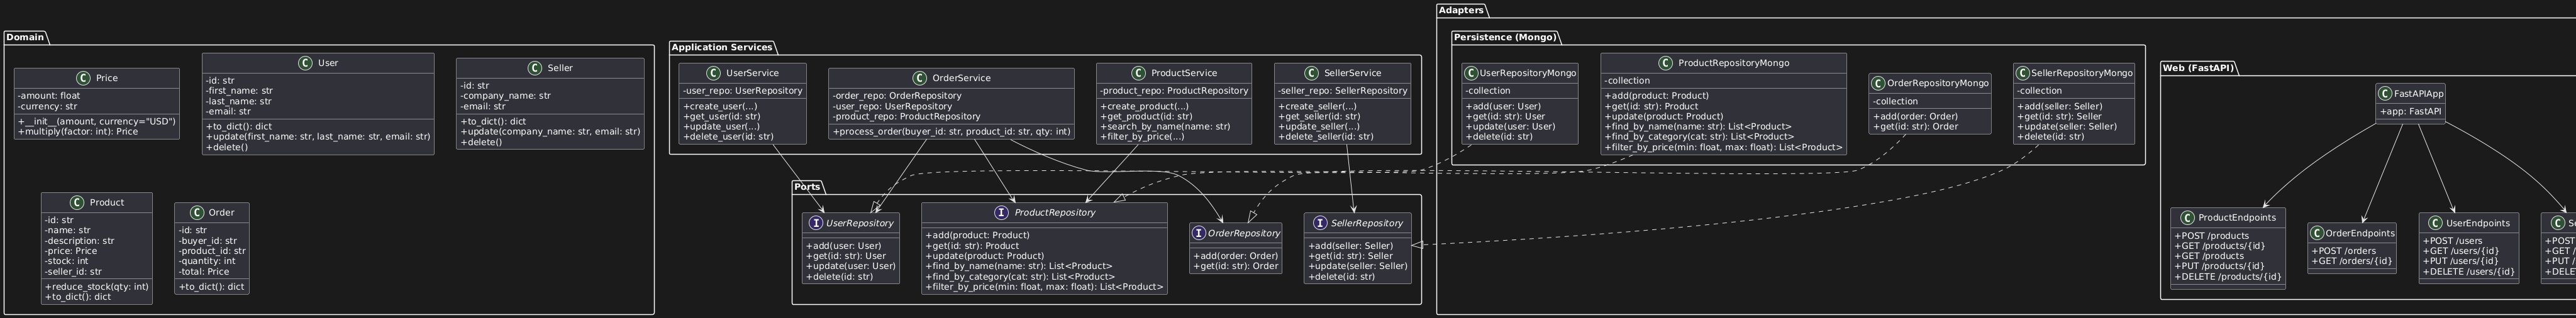 Domain
C Price
-amount: float
-currency: str
+__init__(amount, currency="USD")
+multiply(factor: int): Price
C User
-id: str
-first_name: str
-last_name: str
-email: str
+to_dict(): dict
+update(first_name: str, last_name: str, email: str)
+delete()
C Seller
-id: str
-company_name: str
-email: str
+to_dict(): dict
+update(company_name: str, email: str)
+delete()
C Product
-id: str
-name: str
-description: str
-price: Price
-stock: int
-seller_id: str
+reduce_stock(qty: int)
+to_dict(): dict
C Order
-id: str
-buyer_id: str
-product_id: str
-quantity: int
-total: Price
+to_dict(): dict
Application Services
C UserService
-user_repo: UserRepository
+create_user(...)
+get_user(id: str)
+update_user(...)
+delete_user(id: str)
C OrderService
-order_repo: OrderRepository
-user_repo: UserRepository
-product_repo: ProductRepository
+process_order(buyer_id: str, product_id: str, qty: int)
C ProductService
-product_repo: ProductRepository
+create_product(...)
+get_product(id: str)
+search_by_name(name: str)
+filter_by_price(...)
C SellerService
-seller_repo: SellerRepository
+create_seller(...)
+get_seller(id: str)
+update_seller(...)
+delete_seller(id: str)
Ports
I UserRepository
+add(user: User)
+get(id: str): User
+update(user: User)
+delete(id: str)
I ProductRepository
+add(product: Product)
+get(id: str): Product
+update(product: Product)
+find_by_name(name: str): List<Product>
+find_by_category(cat: str): List<Product>
+filter_by_price(min: float, max: float): List<Product>
I OrderRepository
+add(order: Order)
+get(id: str): Order
I SellerRepository
+add(seller: Seller)
+get(id: str): Seller
+update(seller: Seller)
+delete(id: str)
Adapters
Persistence (Mongo)
C UserRepositoryMongo
-collection
+add(user: User)
+get(id: str): User
+update(user: User)
+delete(id: str)
C ProductRepositoryMongo
-collection
+add(product: Product)
+get(id: str): Product
+update(product: Product)
+find_by_name(name: str): List<Product>
+find_by_category(cat: str): List<Product>
+filter_by_price(min: float, max: float): List<Product>
C OrderRepositoryMongo
-collection
+add(order: Order)
+get(id: str): Order
C SellerRepositoryMongo
-collection
+add(seller: Seller)
+get(id: str): Seller
+update(seller: Seller)
+delete(id: str)
Web (FastAPI)
C FastAPIApp
+app: FastAPI
C ProductEndpoints
+POST /products
+GET /products/{id}
+GET /products
+PUT /products/{id}
+DELETE /products/{id}
C OrderEndpoints
+POST /orders
+GET /orders/{id}
C UserEndpoints
+POST /users
+GET /users/{id}
+PUT /users/{id}
+DELETE /users/{id}
C
+POST
+GET /
+PUT /